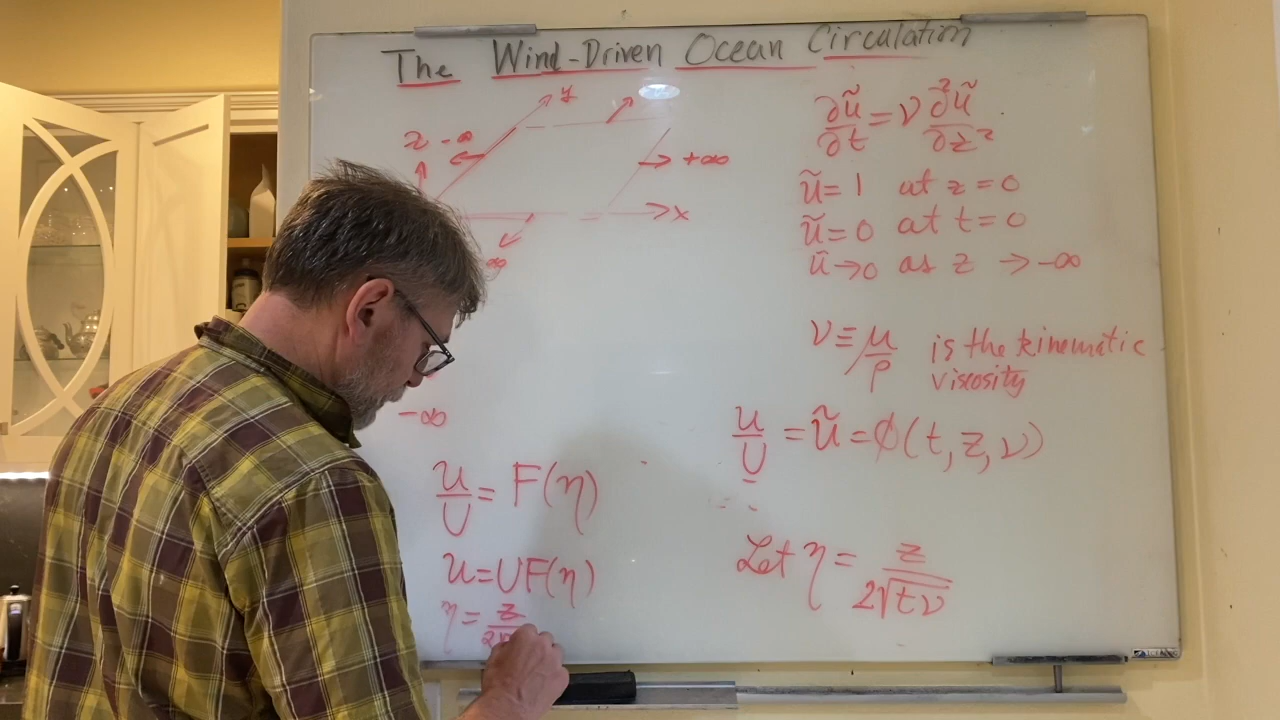 The Wind-Driven Ocean Circulation
y
z -∞
+∞
x
∞
-∞
u/U = F(η)
u=UF(η)
η = z/2
∂ũ/∂t = ν ∂²ũ/∂z²
ũ=1 at z=0
ũ=0 at t=0
ũ→0 as z →-∞
ν≡μ/ρ is the kinematic
viscosity
u/U = ũ = ϕ(t,z,ν)
Let η = z/2√tν